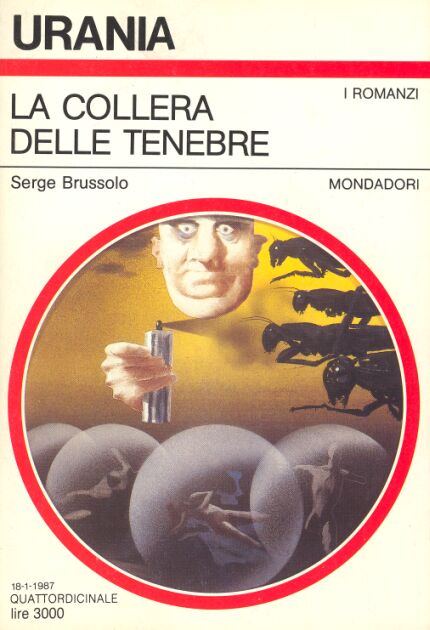 URANIA
I ROMANZI
LA COLLERA
DELLE TENEBRE
Serge Brussolo
MONDADORI
18-1-1987
QUATTORDICINALE
lire 3000